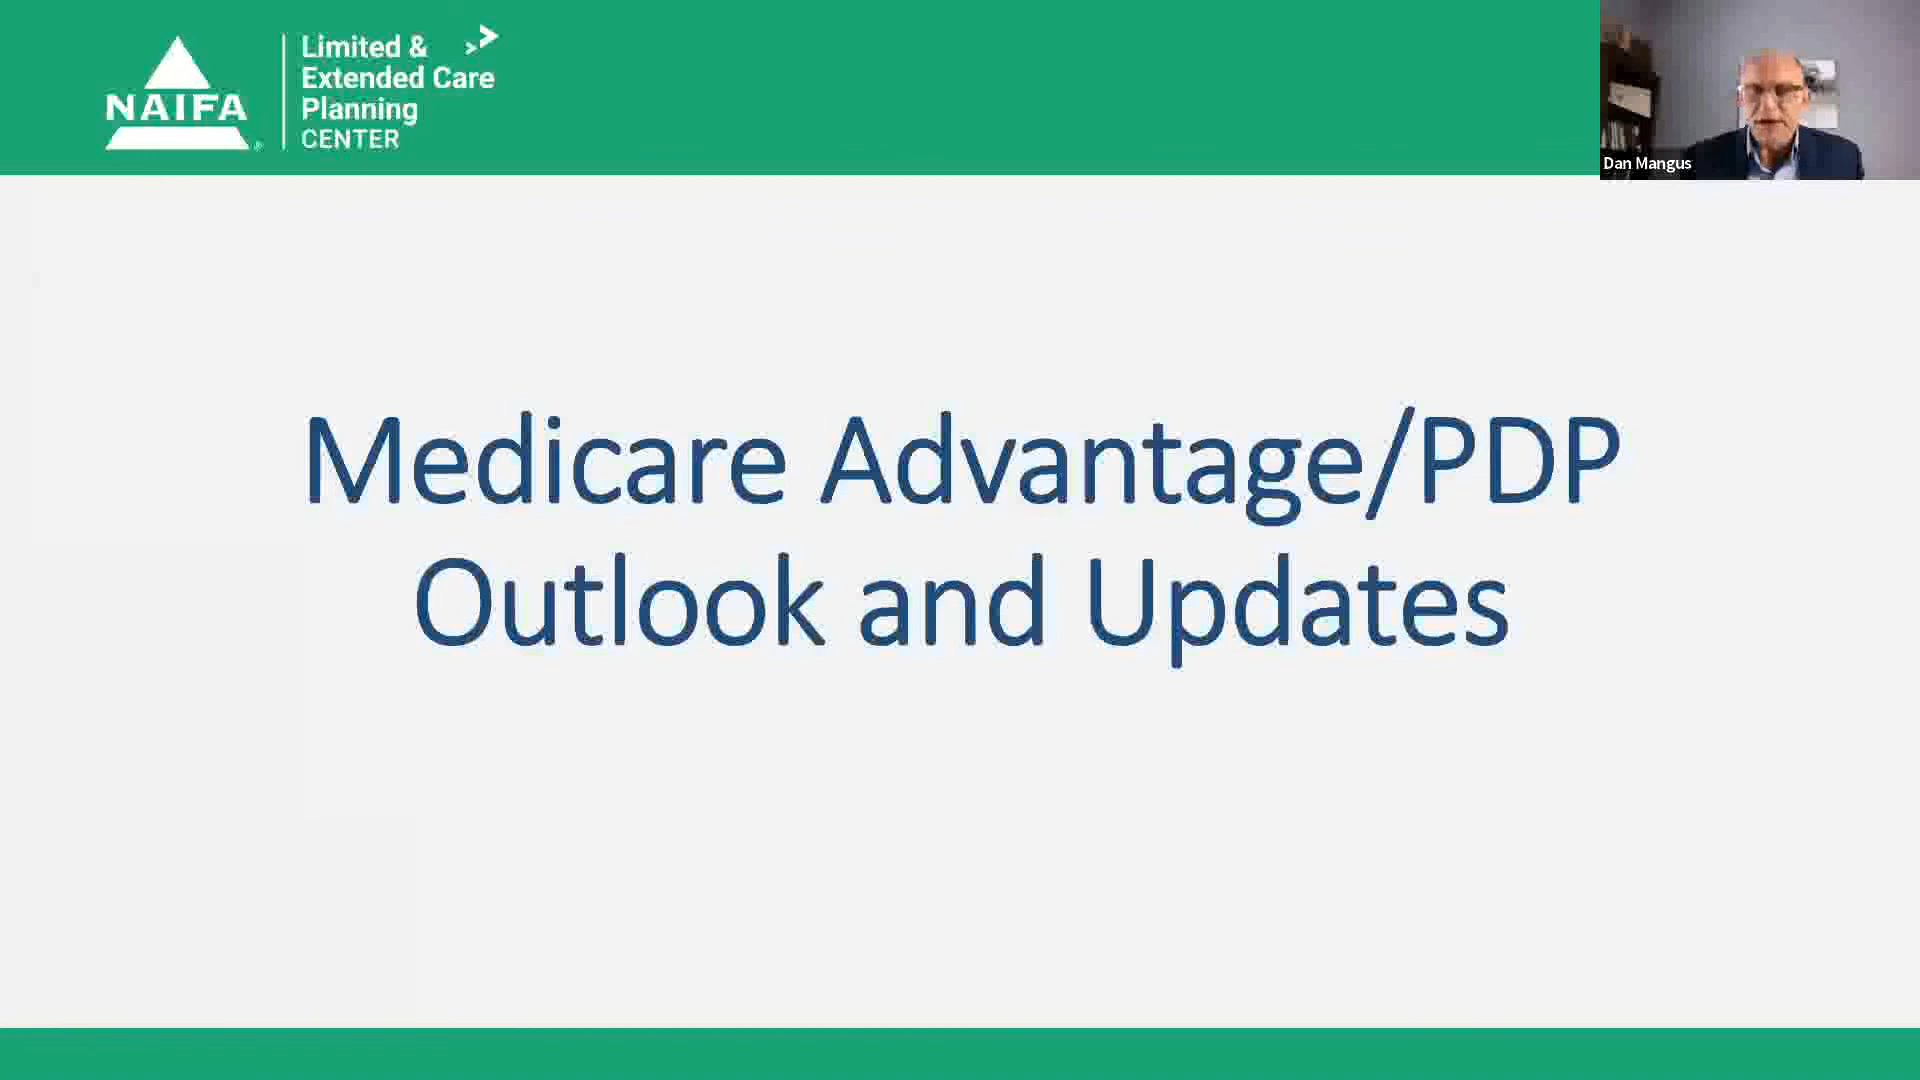 NAIFA
Limited &
Extended Care
Planning
CENTER
Dan Mangus
Medicare Advantage/PDP
Outlook and Updates